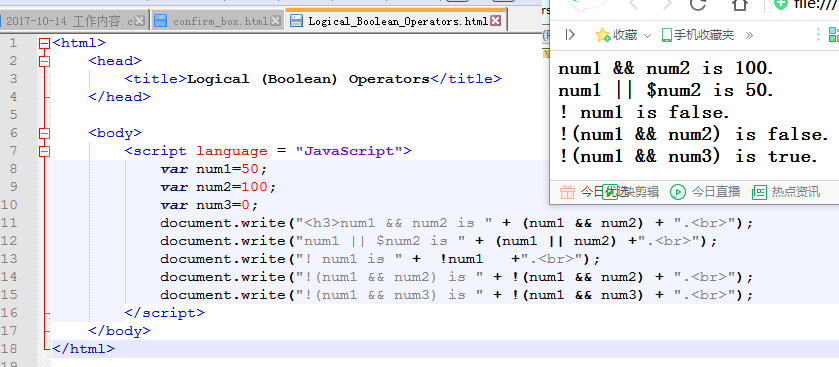 2017-10-14 工作内容.c
confirm_box.html
Logical_Boolean_Operators.html
1 <html>
2 <head>
3 <title>Logical (Boolean) Operators</title>
4 </head>
5
6 <body>
7 <script language = "JavaScript">
8 var num1=50;
9 var num2=100;
10 var num3=0;
11 document.write("<h3>num1 && num2 is " + (num1 && num2) + ".<br>");
12 document.write("num1 || $num2 is " + (num1 || num2) +".<br>");
13 document.write("! num1 is " + !num1 +".<br>");
14 document.write("!(num1 && num2) is " + !(num1 && num2) + ".<br>");
15 document.write("!(num1 && num3) is " + !(num1 && num3) + ".<br>");
16 </script>
17 </body>
18 </html>
19
file:///
收藏 手机收藏夹 »
num1 && num2 is 100.
num1 || $num2 is 50.
! num1 is false.
!(num1 && num2) is false.
!(num1 && num3) is true.
今日优选 快剪辑 今日直播 热点资讯